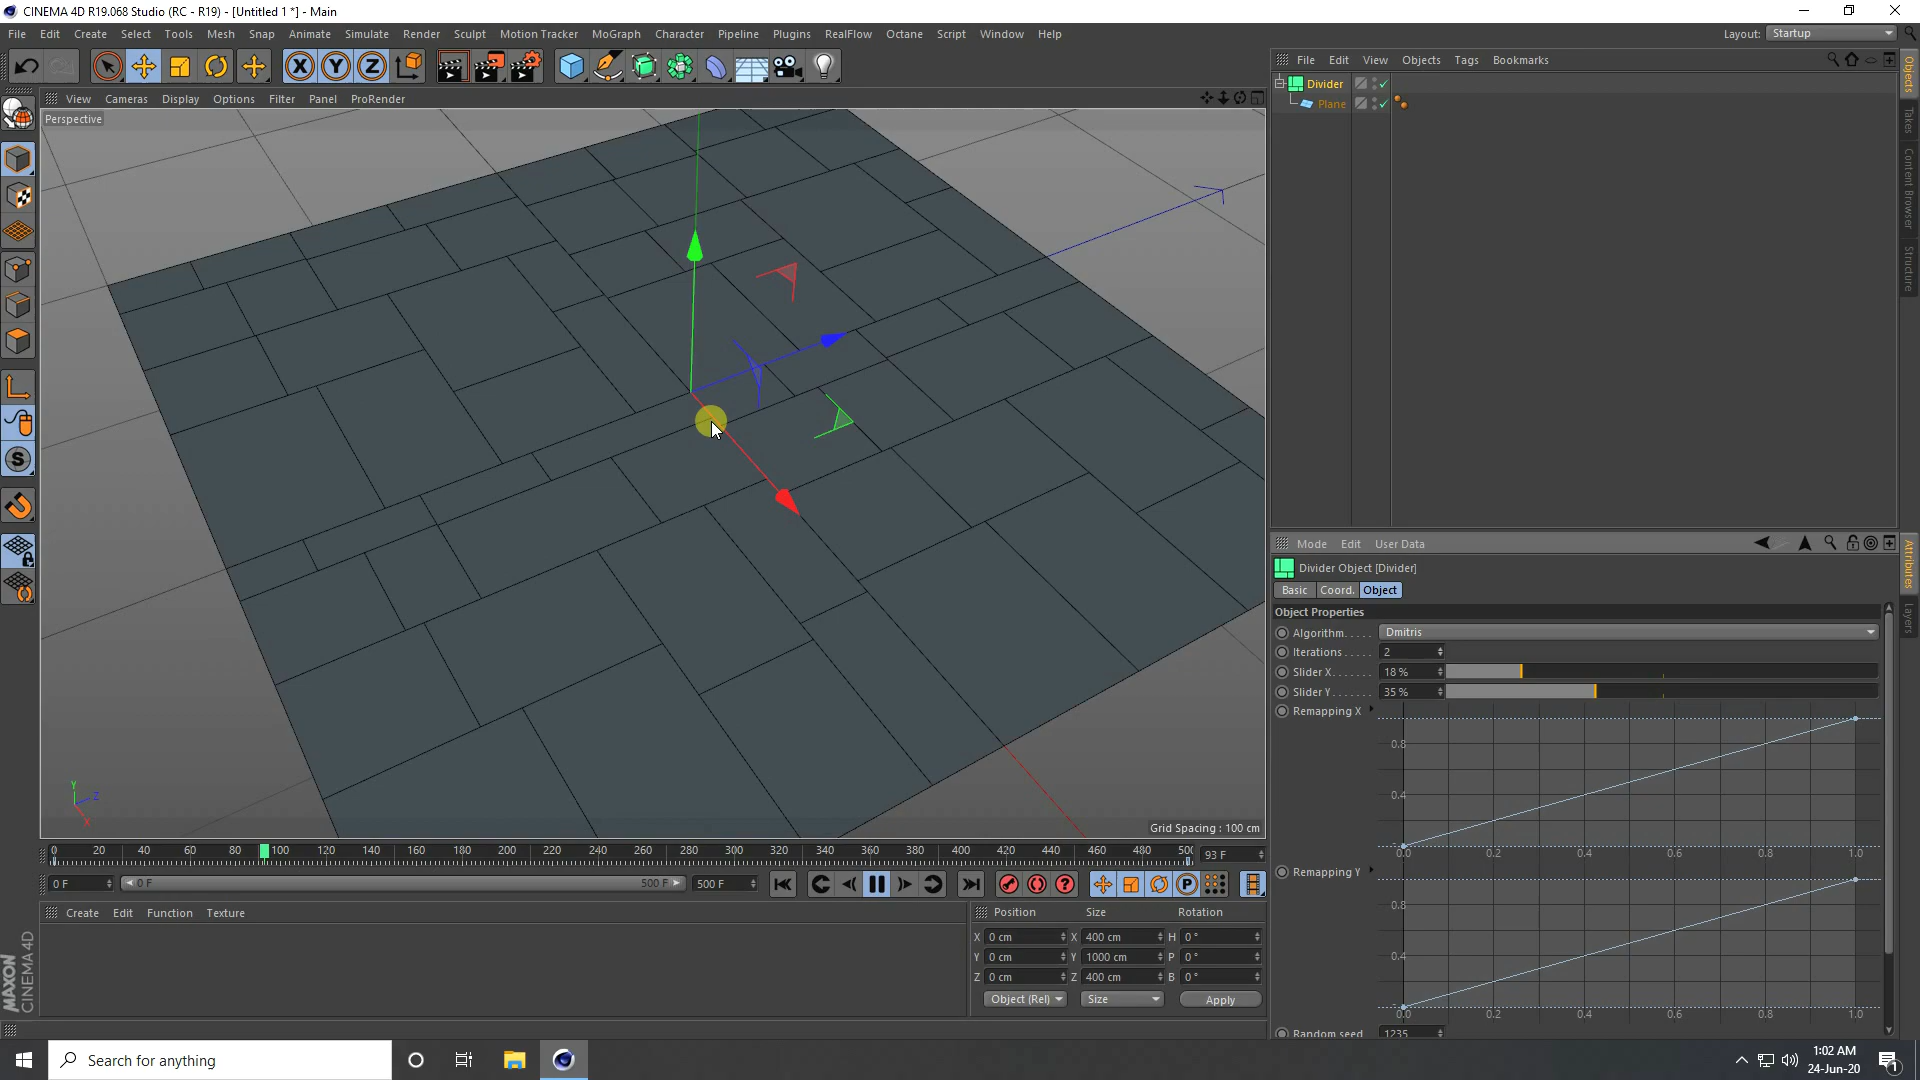 CINEMA 4D R19.068 Studio (RC - R19) - [Untitled 1 *] - Main
File Edit Create Select Tools Mesh Snap Animate Simulate Render Sculpt Motion Tracker MoGraph Character Pipeline Plugins RealFlow Octane Script Window Help
Layout: Startup
File Edit View Objects Tags Bookmarks
Divider
Plane
Objects
Takes
Content Browser
Structure
View Cameras Display Options Filter Panel ProRender
Perspective
Y
Z
X
Grid Spacing : 100 cm
Mode Edit User Data
Divider Object [Divider]
Basic Coord. Object
Object Properties
Algorithm..... Dmitris
Iterations...... 2
Slider X....... 18 %
Slider Y....... 35 %
Remapping X
0.8
0.4
0.0 0.2 0.4 0.6 0.8 1.0
Remapping Y
0.8
0.4
0.0 0.2 0.4 0.6 0.8 1.0
Random seed 1235
Attributes
Layers
0 20 40 60 80 100 120 140 160 180 200 220 240 260 280 300 320 340 360 380 400 420 440 460 480 500
93 F
0 F 0 F 500 F 500 F
Create Edit Function Texture
Position Size Rotation
X 0 cm X 400 cm H 0 °
Y 0 cm Y 1000 cm P 0 °
Z 0 cm Z 400 cm B 0 °
Object (Rel) Size Apply
MAXON
CINEMA 4D
Search for anything
1:02 AM
24-Jun-20
1